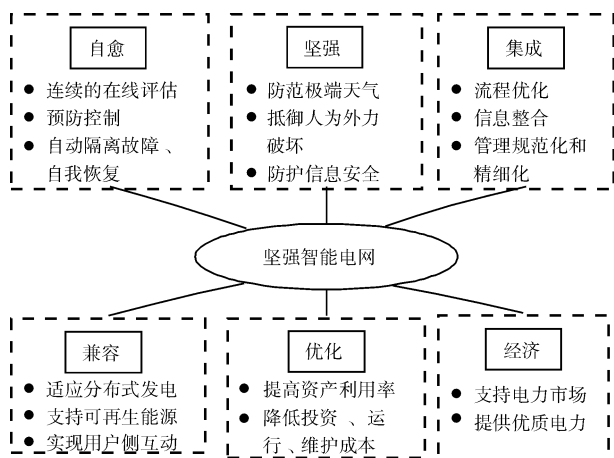 自愈
连续的在线评估
预防控制
自动隔离故障、
自我恢复
坚强
防范极端天气
抵御人为外力
破坏
防护信息安全
集成
流程优化
信息整合
管理规范化和
精细化
坚强智能电网
兼容
适应分布式发电
支持可再生能源
实现用户侧互动
优化
提高资产利用率
降低投资、运
行、维护成本
经济
支持电力市场
提供优质电力